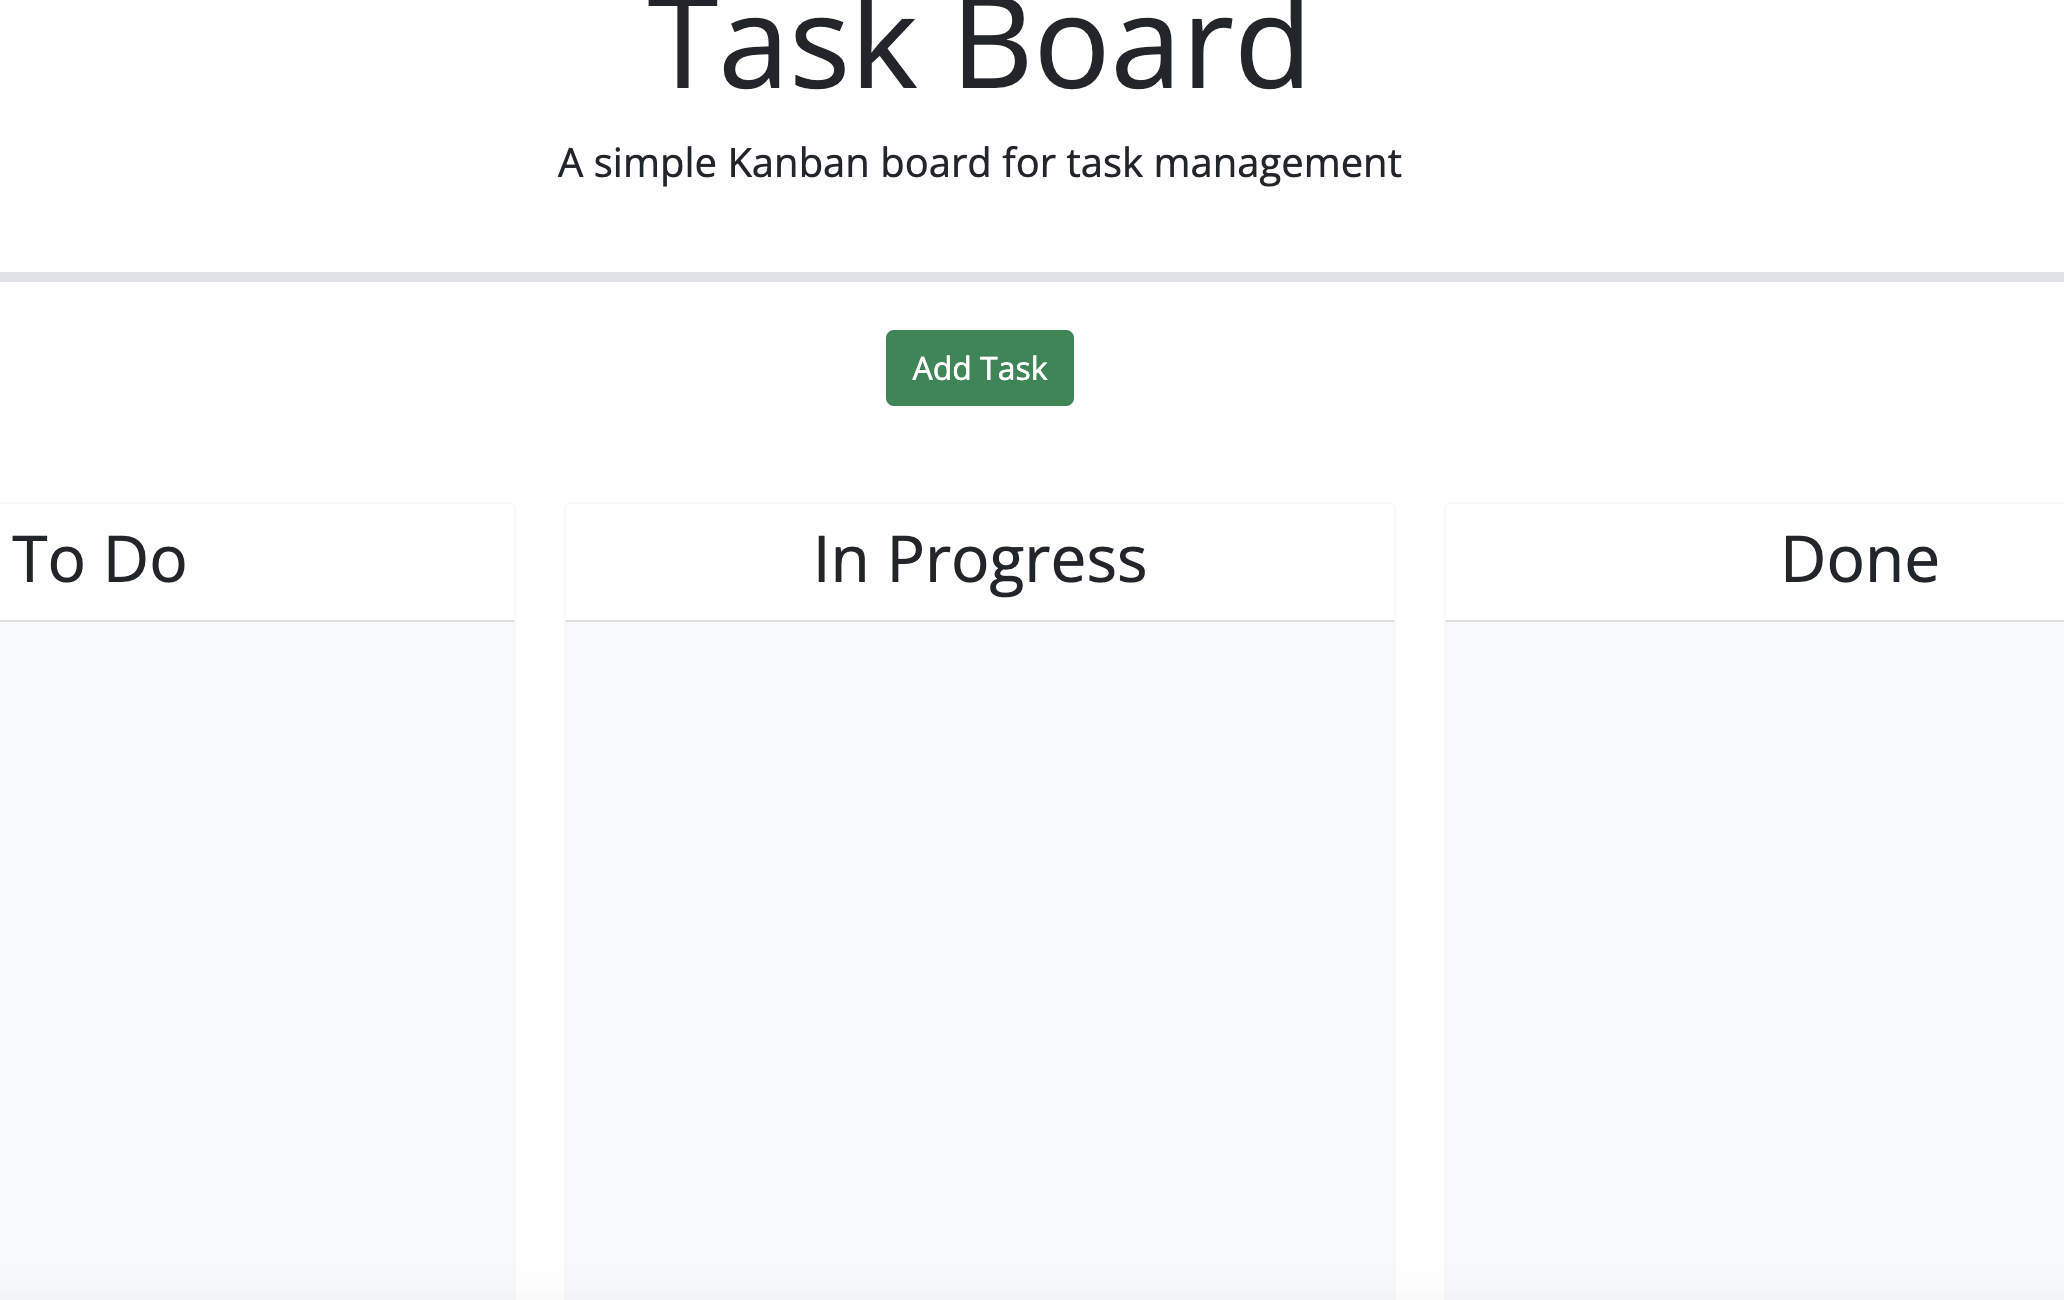 Task Board
A simple Kanban board for task management
Add Task
To Do
In Progress
Done